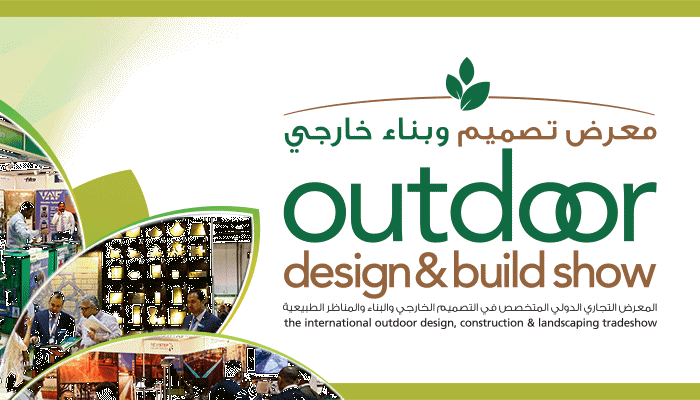 معرض تصميم وبناء خارجي
outdoor
design & build show
المعرض التجاري الدولي المتخصص في التصميم الخارجي والبناء والمناظر الطبيعية
the international outdoor design, construction & landscaping tradeshow